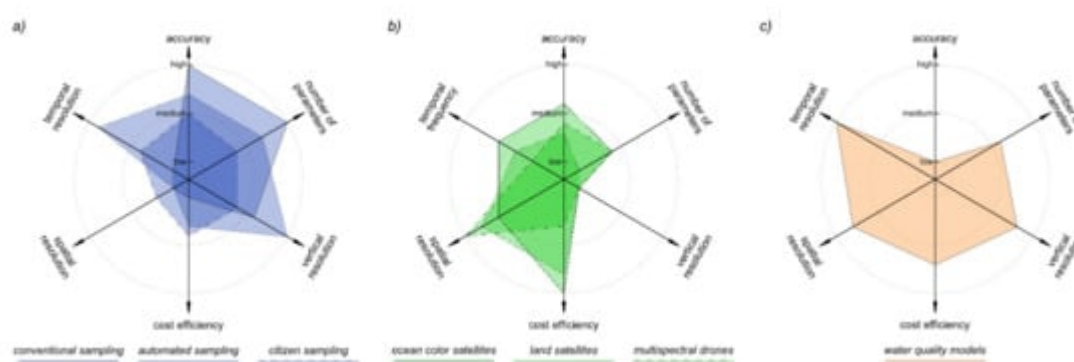 a)
accuracy
high
medium
low
number of
parameters
vertical
resolution
cost efficiency
spatial
resolution
temporal
resolution
conventional sampling
automated sampling
citizen sampling
b)
accuracy
high
medium
low
number of
parameters
vertical
resolution
cost efficiency
spatial
resolution
temporal
frequency
ocean color satellites
land satellites
multispectral drones
c)
accuracy
high
medium
low
number of
parameters
vertical
resolution
cost efficiency
spatial
resolution
temporal
resolution
water quality models